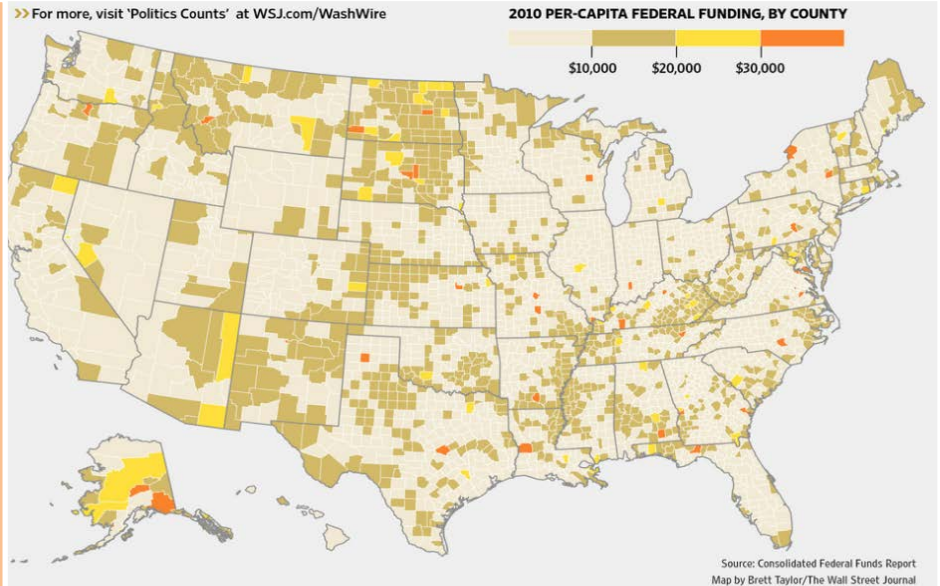 >> For more, visit 'Politics Counts' at WSJ.com/WashWire
2010 PER-CAPITA FEDERAL FUNDING, BY COUNTY
$10,000 $20,000 $30,000
Source: Consolidated Federal Funds Report
Map by Brett Taylor/The Wall Street Journal